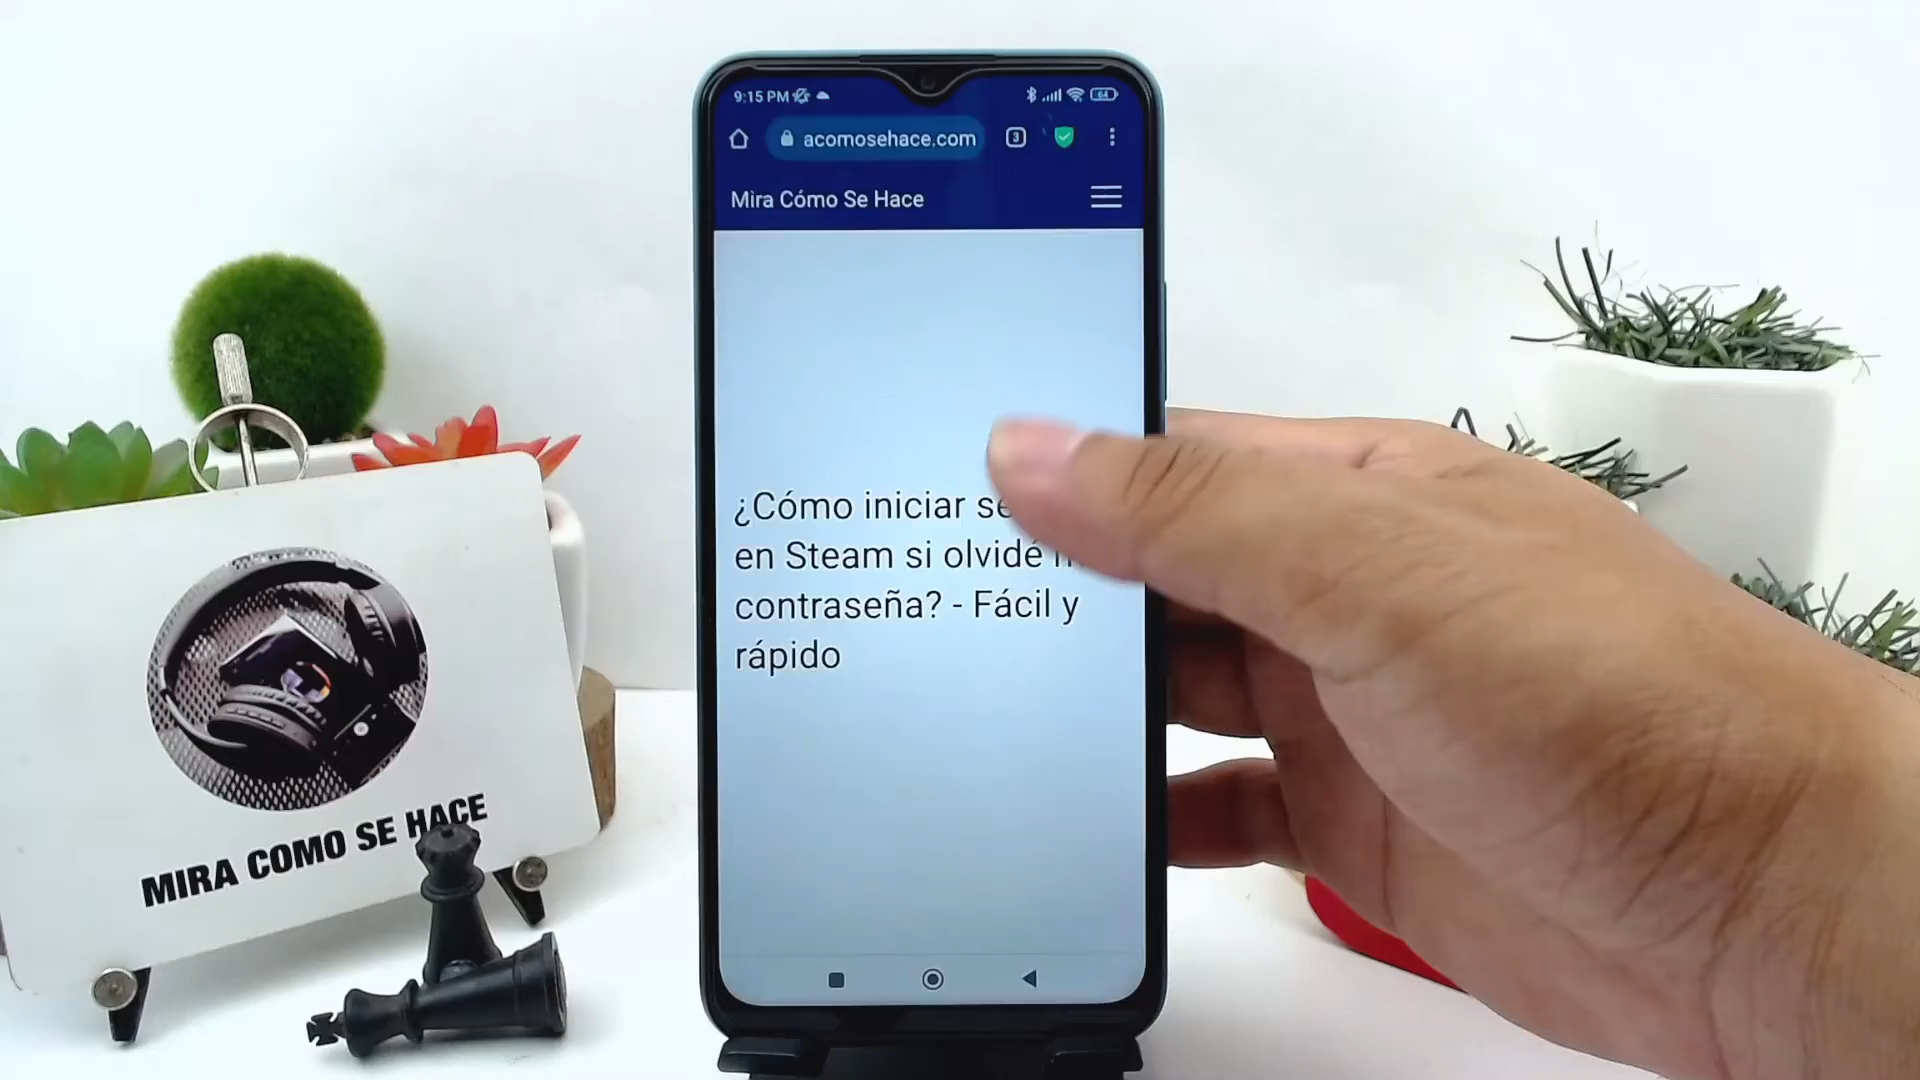 9:15 PM
64
acomosehace.com
3
Mira Cómo Se Hace
¿Cómo iniciar
en Steam si olvidé
contraseña? - Fácil y
rápido
MIRA COMO SE HACE